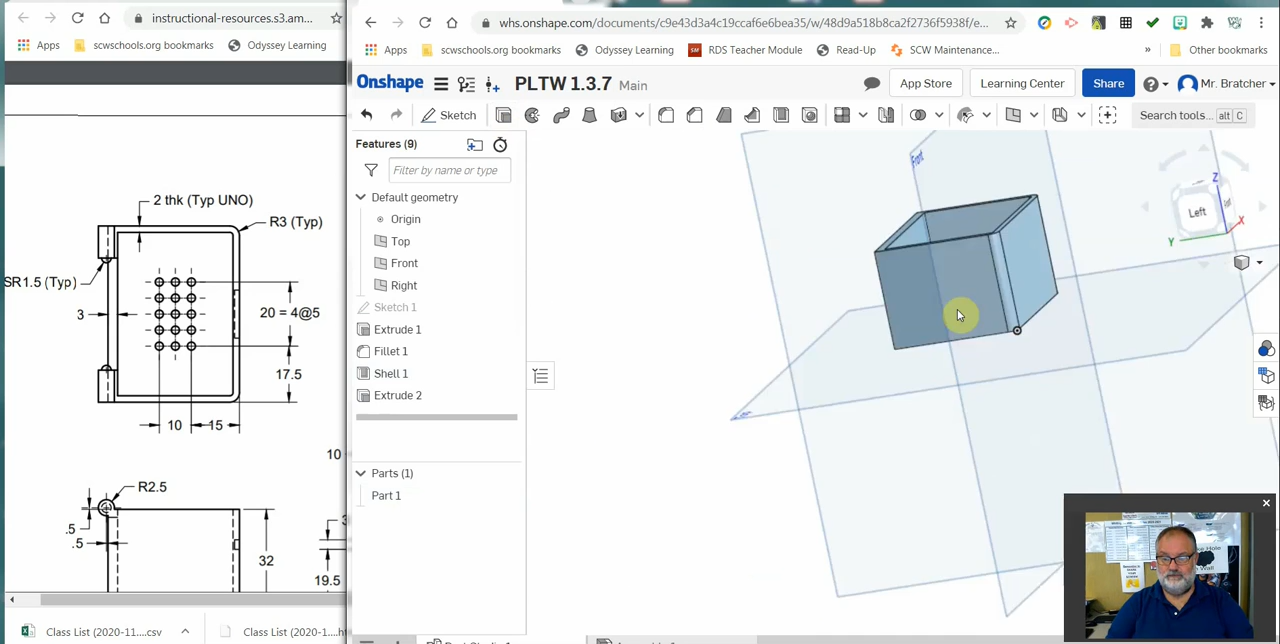 instructional-resources.s3.am...
Apps
scwschools.org bookmarks
Odyssey Learning
2 thk (Typ UNO)
R3 (Typ)
SR1.5 (Typ)
3
20 = 4@5
17.5
10
15
10
R2.5
.5
.5
32
19.5
Class List (2020-11....csv
Class List (2020-1....ht
whs.onshape.com/documents/c9e43d3a4c19ccaf6e6bea35/w/48d9a518b8ca2f2736f5938f/e...
Apps
scwschools.org bookmarks
Odyssey Learning
RDS Teacher Module
Read-Up
SCW Maintenance...
»
Other bookmarks
Onshape
PLTW 1.3.7 Main
App Store
Learning Center
Share
Mr. Bratcher
Sketch
Search tools...
alt C
Features (9)
Filter by name or type
Default geometry
Origin
Top
Front
Right
Sketch 1
Extrude 1
Fillet 1
Shell 1
Extrude 2
Parts (1)
Part 1
Front
Left
Z
X
Y